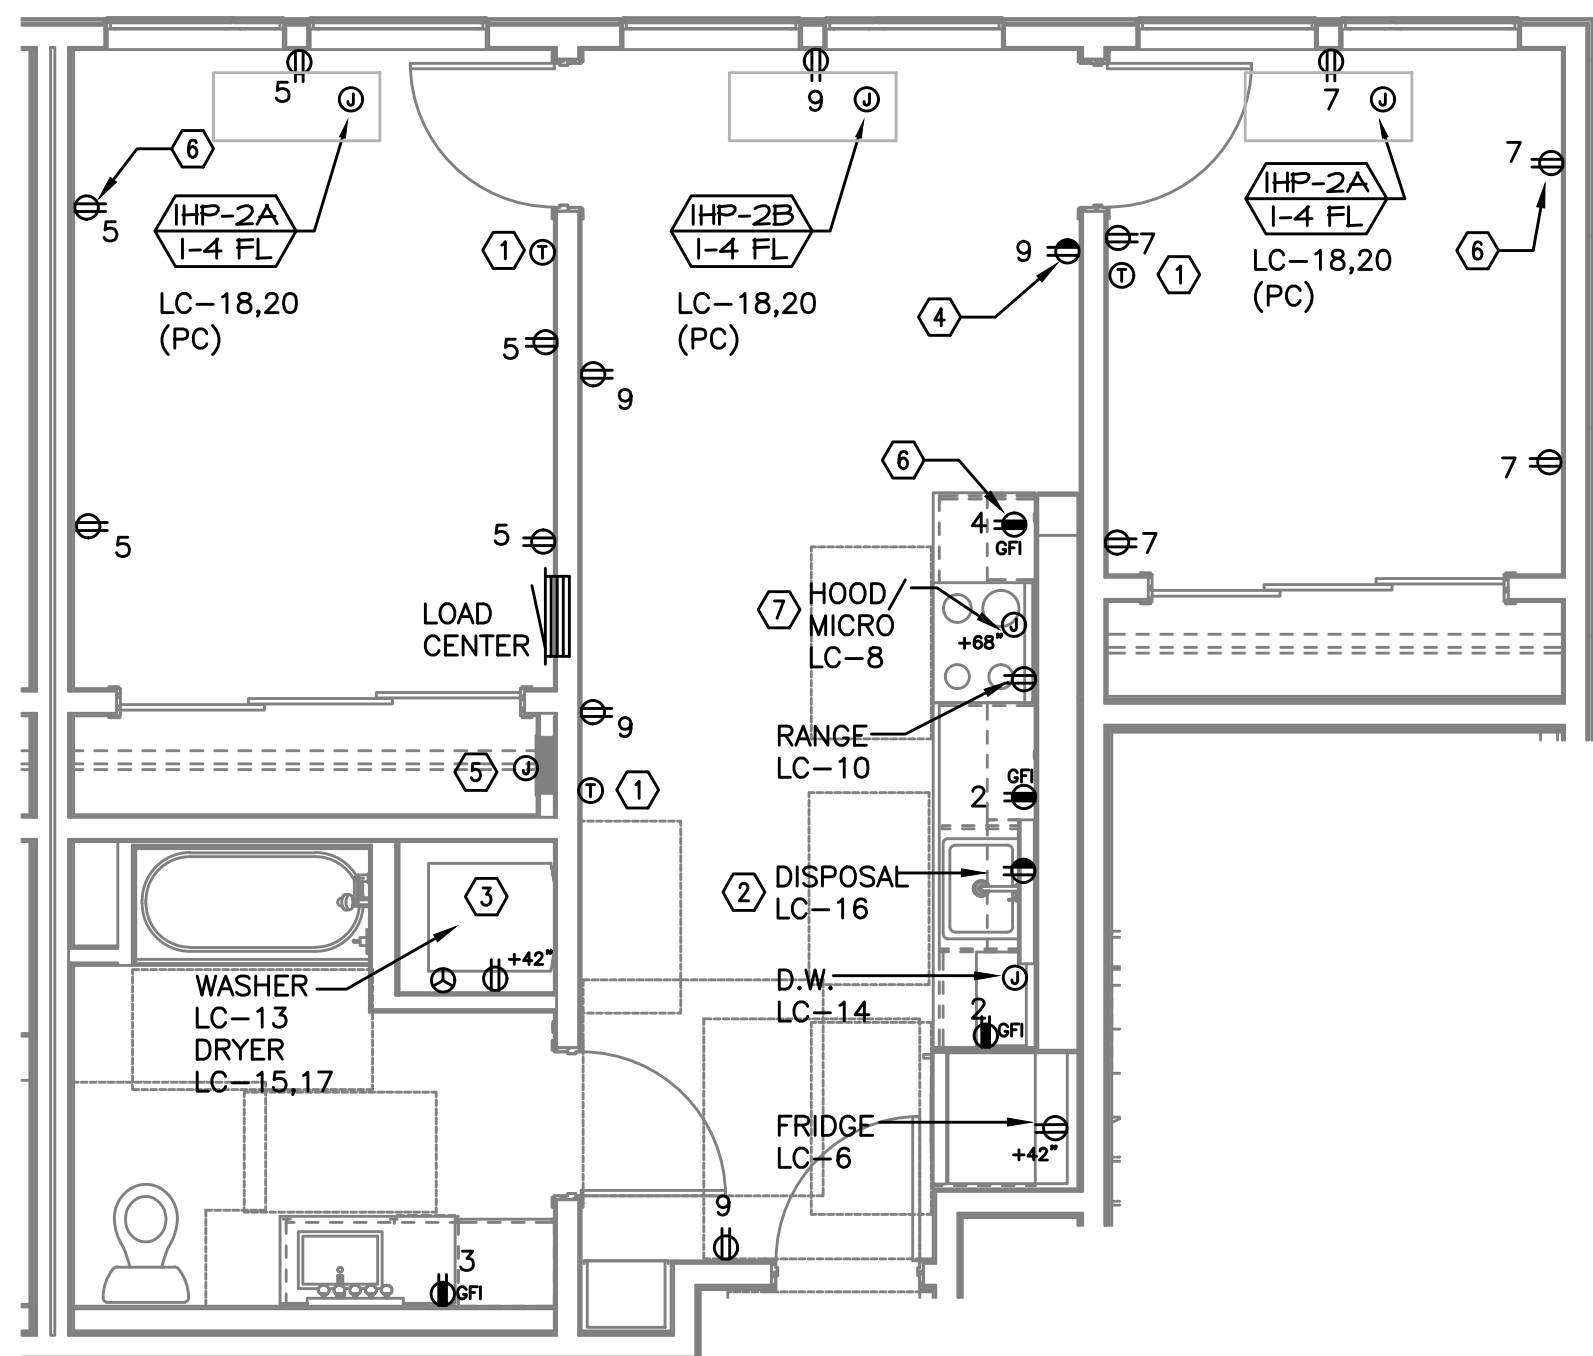 5
J
9
J
7
J
6
7
IHP-2A
1-4 FL
IHP-2B
1-4 FL
IHP-2A
1-4 FL
5
1
T
9
7
6
LC-18,20
(PC)
LC-18,20
(PC)
T
1
LC-18,20
(PC)
4
5
9
6
7
5
5
4
GFI
7
LOAD
CENTER
7
HOOD/
MICRO
LC-8
J
+68"
9
RANGE
LC-10
5
J
T
1
GFI
2
3
2
DISPOSAL
LC-16
+42"
WASHER
LC-13
DRYER
LC-15,17
D.W.
LC-14
J
2
GFI
FRIDGE
LC-6
+42"
9
3
GFI